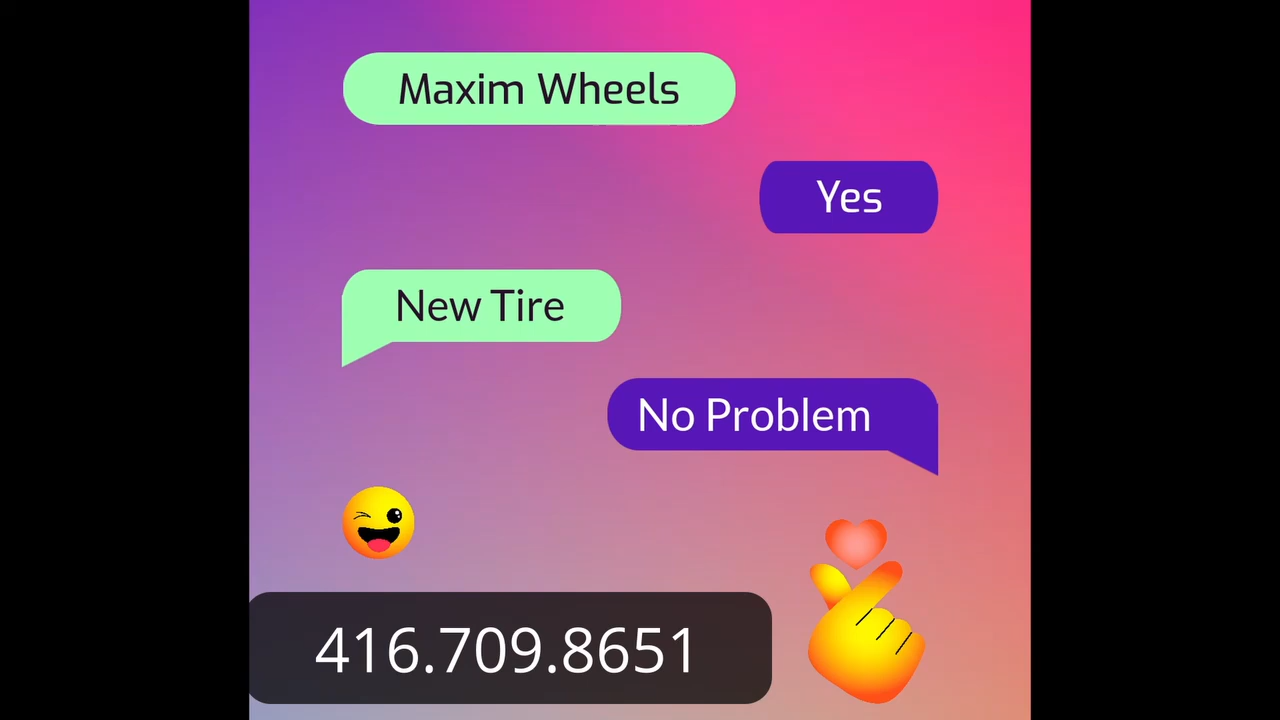 Maxim Wheels
Yes
New Tire
No Problem
416.709.8651